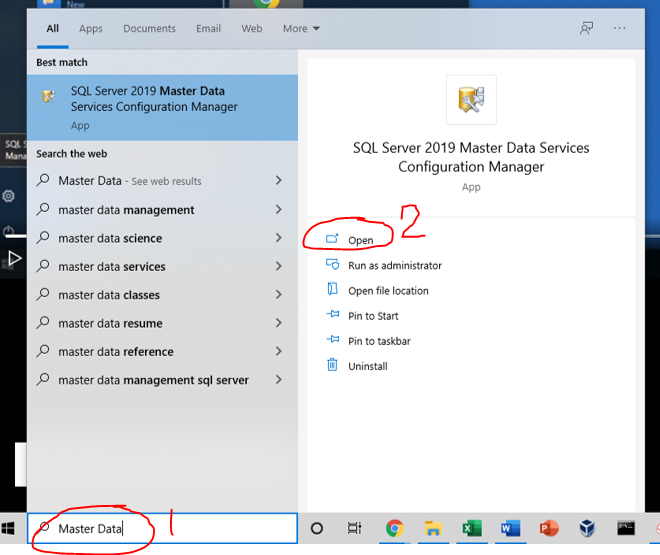 New
All Apps Documents Email Web More
Best match
SQL Server 2019 Master Data
Services Configuration Manager
App
Search the web
Master Data - See web results
master data management
master data science
master data services
master data classes
master data resume
master data reference
master data management sql server
SQL Server 2019 Master Data Services
Configuration Manager
App
Open
2
Run as administrator
Open file location
Pin to Start
Pin to taskbar
Uninstall
SQL S
Mana
Master Data
1